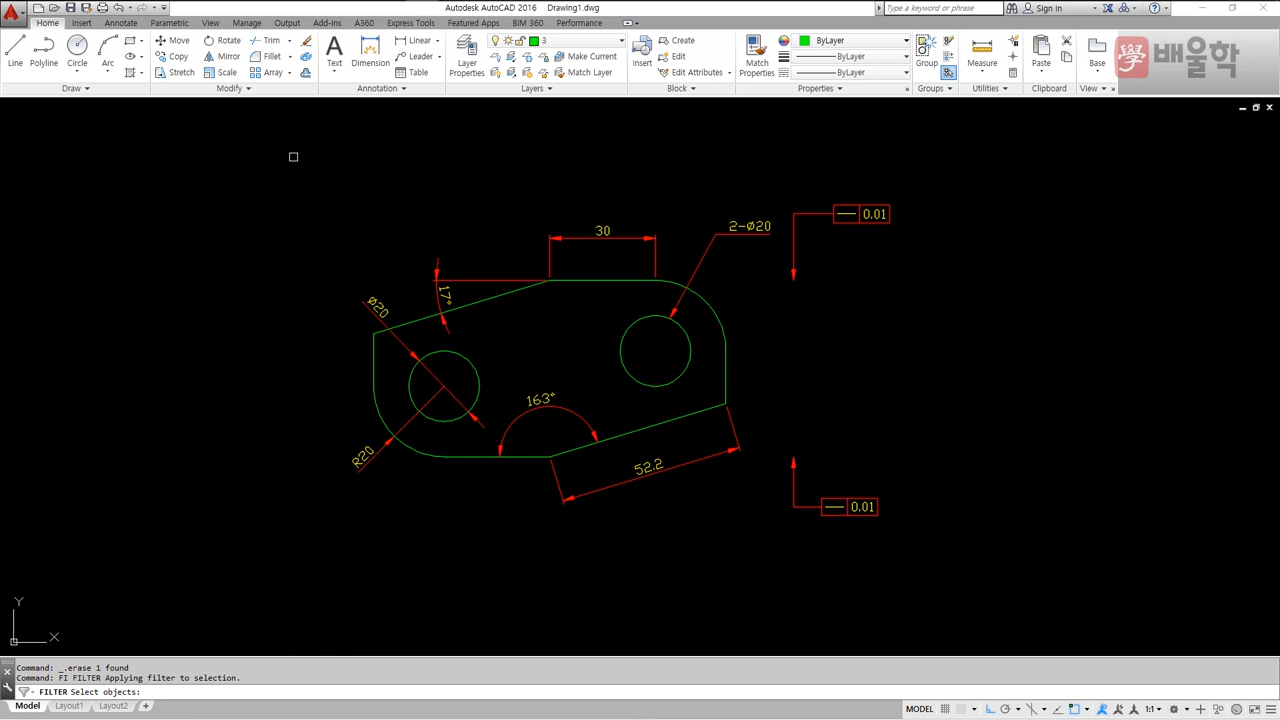 Autodesk AutoCAD 2016 Drawing1.dwg
Type a keyword or phrase
Sign In
Home Insert Annotate Parametric View Manage Output Add-ins A360 Express Tools Featured Apps BIM 360 Performance
Line Polyline Circle Arc
Move Rotate Trim
Copy Mirror Fillet
Stretch Scale Array
Text Dimension
Linear
Leader
Table
Layer Properties
3
Make Current
Match Layer
Insert
Create
Edit
Edit Attributes
Match Properties
ByLayer
ByLayer
ByLayer
Group
Measure
Paste
Base
學 배울학
Draw Modify Annotation Layers Block Properties Groups Utilities Clipboard View
0.01
2-Ø20
30
17°
Ø20
163°
R20
52.2
0.01
Y
X
Command: _.erase 1 found
Command: FI FILTER Applying filter to selection.
FILTER Select objects:
Model Layout1 Layout2 +
MODEL
1:1